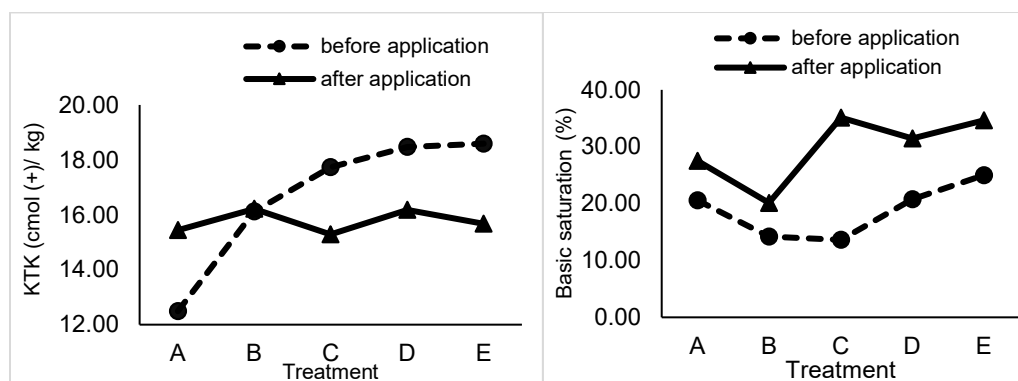 before application
after application
20.00
18.00
16.00
14.00
12.00
KTK (cmol (+)/ kg)
A B C D E
Treatment
before application
after application
40.00
30.00
20.00
10.00
0.00
Basic saturation (%)
A B C D E
Treatment